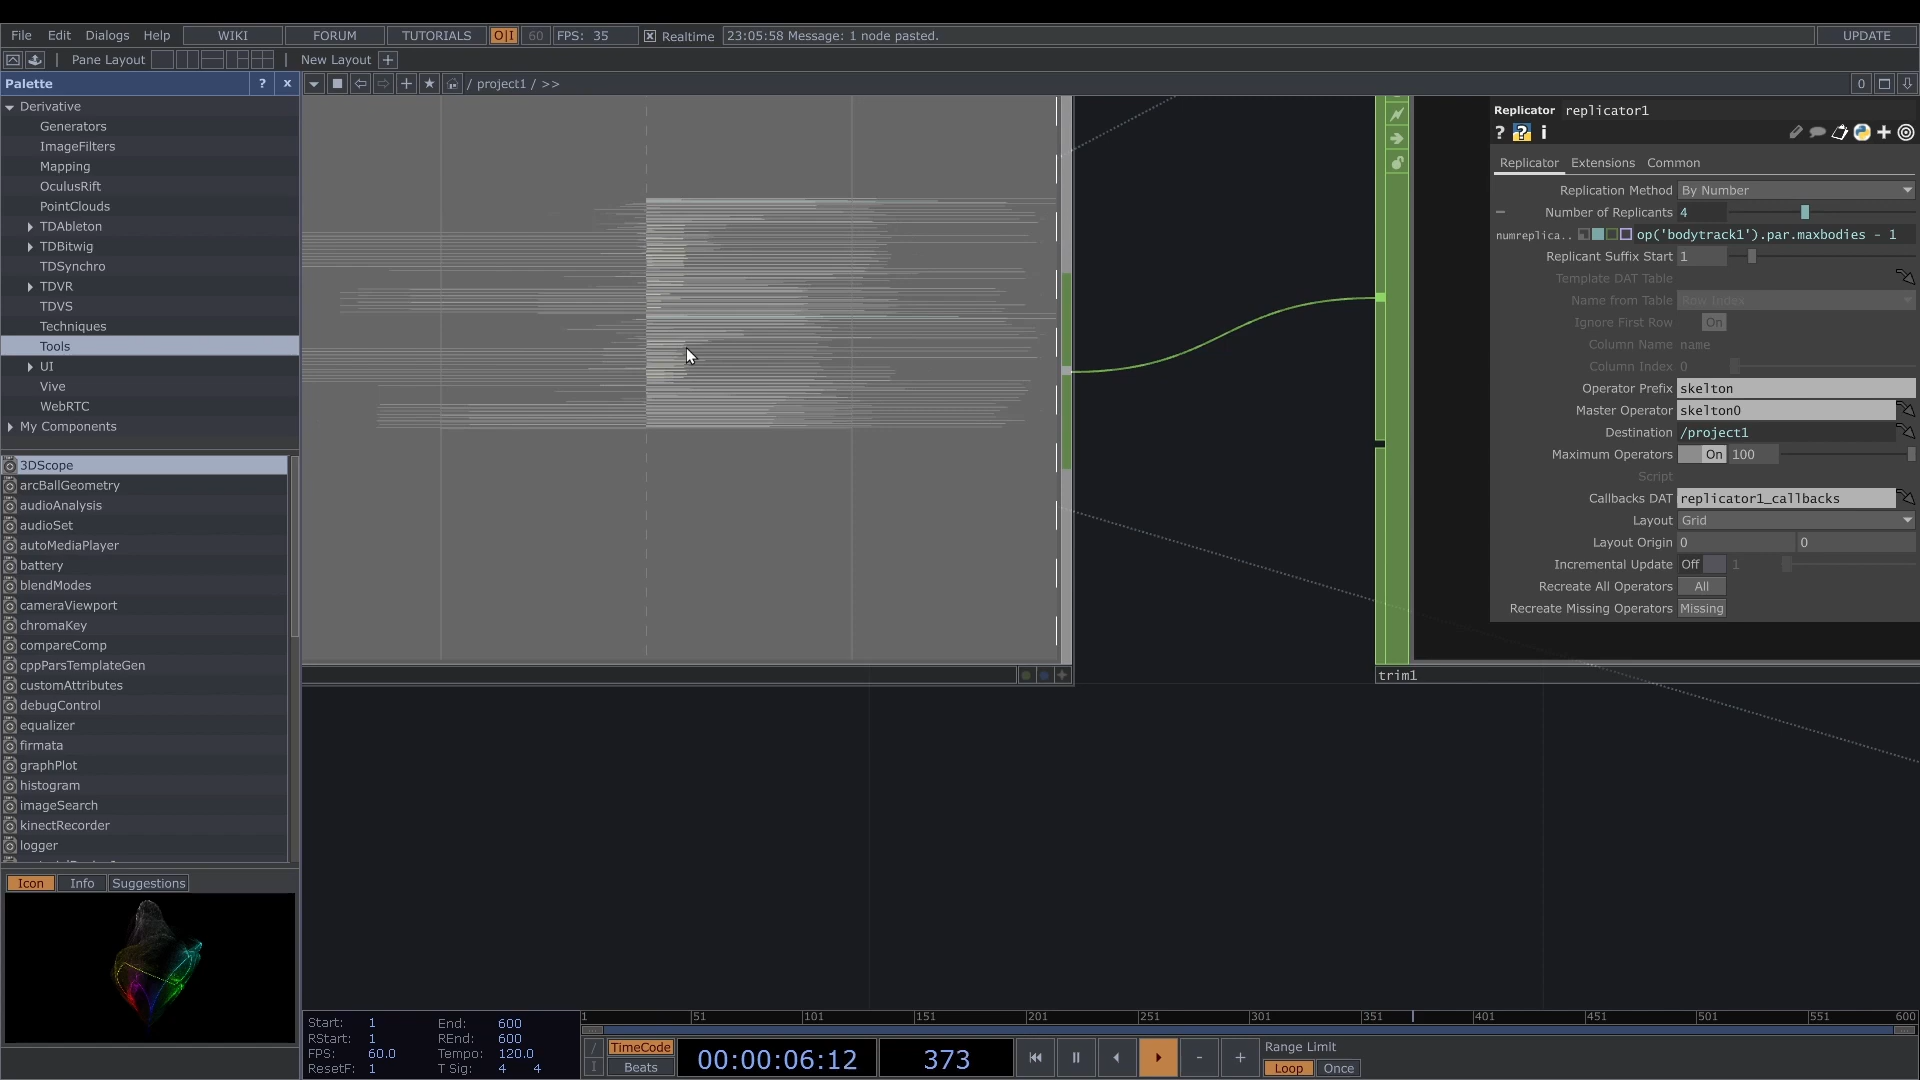 File Edit Dialogs Help WIKI FORUM TUTORIALS O|I 60 FPS: 35 Realtime 23:05:58 Message: 1 node pasted. UPDATE
Pane Layout New Layout +
Palette ? x / project1 / >> 0
Derivative
Generators
ImageFilters
Mapping
OculusRift
PointClouds
TDAbleton
TDBitwig
TDSynchro
TDVR
TDVS
Techniques
Tools
UI
Vive
WebRTC
My Components
3DScope
arcBallGeometry
audioAnalysis
audioSet
autoMediaPlayer
battery
blendModes
cameraViewport
chromaKey
compareComp
cppParsTemplateGen
customAttributes
debugControl
equalizer
firmata
graphPlot
histogram
imageSearch
kinectRecorder
logger
Icon Info Suggestions
trim1
Replicator replicator1
? ? i
Replicator Extensions Common
Replication Method By Number
Number of Replicants 4
numreplica.. op('bodytrack1').par.maxbodies - 1
Replicant Suffix Start 1
Template DAT Table
Name from Table Row Index
Ignore First Row On
Column Name name
Column Index 0
Operator Prefix skelton
Master Operator skelton0
Destination /project1
Maximum Operators On 100
Script
Callbacks DAT replicator1_callbacks
Layout Grid
Layout Origin 0 0
Incremental Update Off 1
Recreate All Operators All
Recreate Missing Operators Missing
Start: 1 End: 600
RStart: 1 REnd: 600
FPS: 60.0 Tempo: 120.0
ResetF: 1 T Sig: 4 4
1 51 101 151 201 251 301 351 401 451 501 551 600
/ TimeCode 00:00:06:12 373 - + Range Limit
I Beats Loop Once